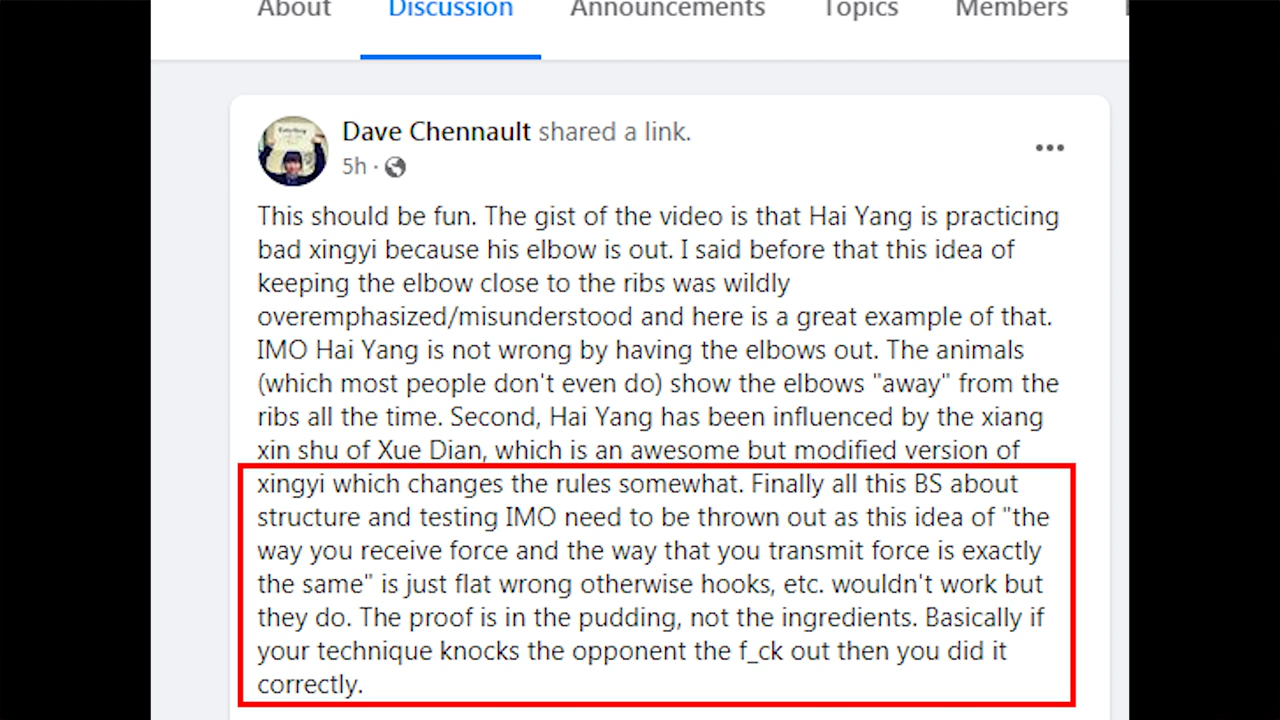 About Discussion Announcements Topics Members
Dave Chennault shared a link.
5h ·
This should be fun. The gist of the video is that Hai Yang is practicing
bad xingyi because his elbow is out. I said before that this idea of
keeping the elbow close to the ribs was wildly
overemphasized/misunderstood and here is a great example of that.
IMO Hai Yang is not wrong by having the elbows out. The animals
(which most people don't even do) show the elbows "away" from the
ribs all the time. Second, Hai Yang has been influenced by the xiang
xin shu of Xue Dian, which is an awesome but modified version of
xingyi which changes the rules somewhat. Finally all this BS about
structure and testing IMO need to be thrown out as this idea of "the
way you receive force and the way that you transmit force is exactly
the same" is just flat wrong otherwise hooks, etc. wouldn't work but
they do. The proof is in the pudding, not the ingredients. Basically if
your technique knocks the opponent the f_ck out then you did it
correctly.